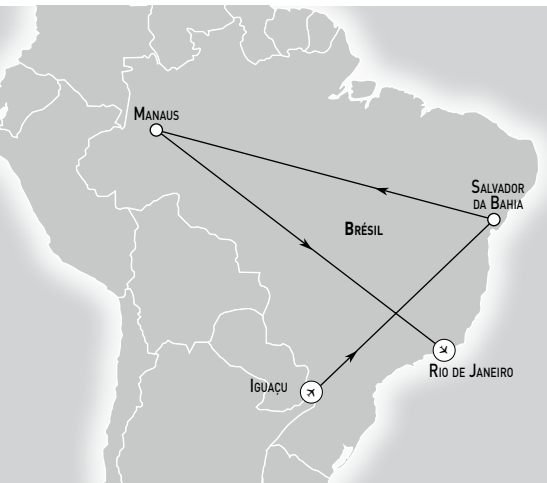 Manaus
Salvador
da Bahia
Brésil
Rio de Janeiro
Iguaçu